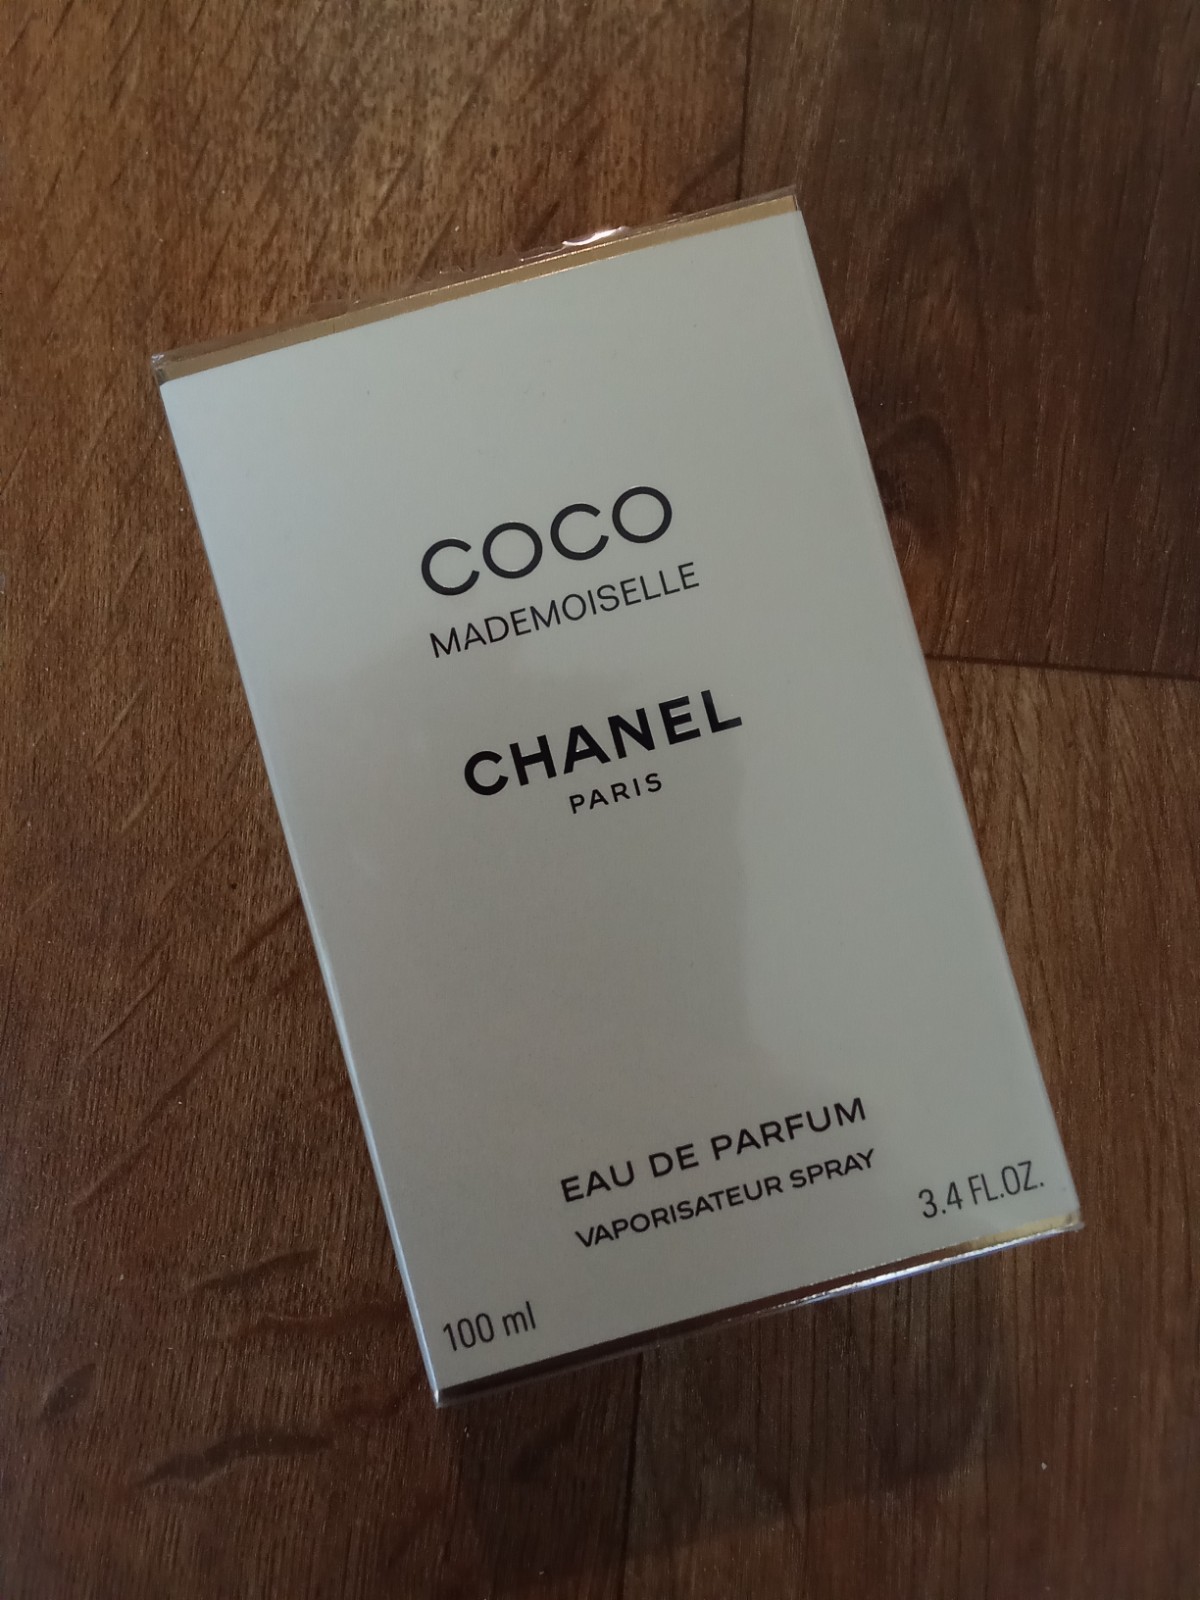 COCO
MADEMOISELLE
CHANEL
PARIS
EAU DE PARFUM
VAPORISATEUR SPRAY
100 ml
3.4 FL.OZ.